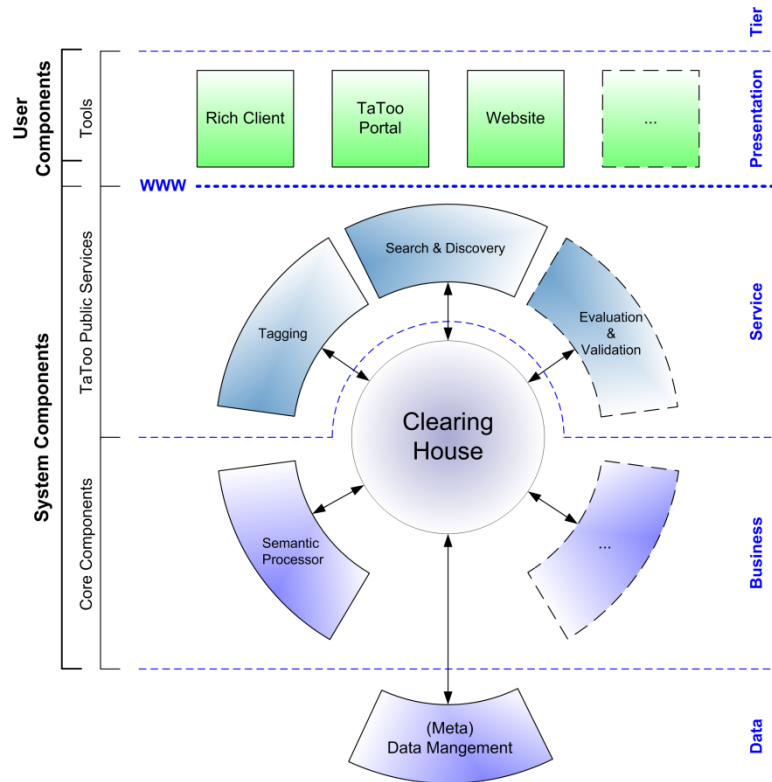 Tier
User
Components
Tools
Rich Client
TaToo
Portal
Website
...
Presentation
WWW
System Components
TaToo Public Services
Search & Discovery
Tagging
Evaluation
&
Validation
Service
Clearing
House
Core Components
Semantic
Processor
...
Business
(Meta)
Data Mangement
Data